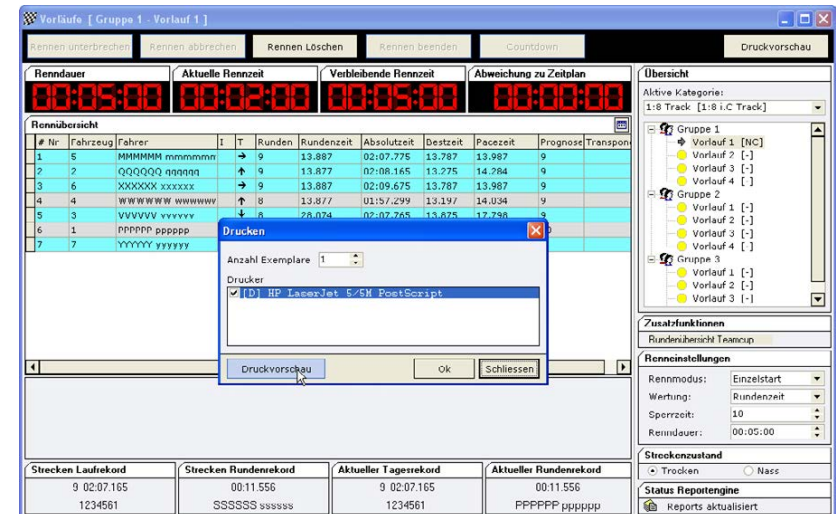 Vorläufe [ Gruppe 1 - Vorlauf 1 ]
Rennen unterbrechen Rennen abbrechen Rennen Löschen Rennen beenden Countdown Druckvorschau
Renndauer Aktuelle Rennzeit Verbleibende Rennzeit Abweichung zu Zeitplan
00:05:00 00:02:00 00:05:00 00:00:00
Rennübersicht
# Nr Fahrzeug Fahrer I T Runden Rundenzeit Absolutzeit Destzeit Pacezeit Prognose Transpon
1 5 MMMMMM mmmmmm → 9 13.887 02:07.775 13.787 13.987 9
2 2 QQQQQQ qqqqqq ↑ 9 13.877 02:08.165 13.275 14.284 9
3 6 XXXXXX xxxxxx → 9 13.887 02:09.675 13.787 13.987 9
4 4 WWWWWW wwwwww ↑ 8 13.877 01:57.299 13.197 14.034 9
5 3 VVVVVV vvvvvv ↓ 8 28.074 02:07.765 13.875 17.798 9
6 1 PPPPPP pppppp
7 7 YYYYYY yyyyyy
Drucken
Anzahl Exemplare 1
Drucker
[D] HP LaserJet 5/5M PostScript
Druckvorschau Ok Schliessen
Strecken Laufrekord Strecken Rundenrekord Aktueller Tagesrekord Aktueller Rundenrekord
9 02:07.165 00:11.556 9 02:07.165 00:11.556
1234561 SSSSSS ssssss 1234561 PPPPPP pppppp
Übersicht
Aktive Kategorie:
1:8 Track [1:8 i.C Track]
Gruppe 1
Vorlauf 1 [NC]
Vorlauf 2 [-]
Vorlauf 3 [-]
Vorlauf 4 [ ]
Gruppe 2
Vorlauf 1 [-]
Vorlauf 2 [-]
Vorlauf 3 [-]
Vorlauf 4 [-]
Gruppe 3
Vorlauf 1 [-]
Vorlauf 2 [-]
Vorlauf 3 [-]
Zusatzfunktionen
Rundenübersicht Teamcup
Renneinstellungen
Rennmodus: Einzelstart
Wertung: Rundenzeit
Sperrzeit: 10
Renndauer: 00:05:00
Streckenzustand
Trocken Nass
Status Reportengine
Reports aktualisiert